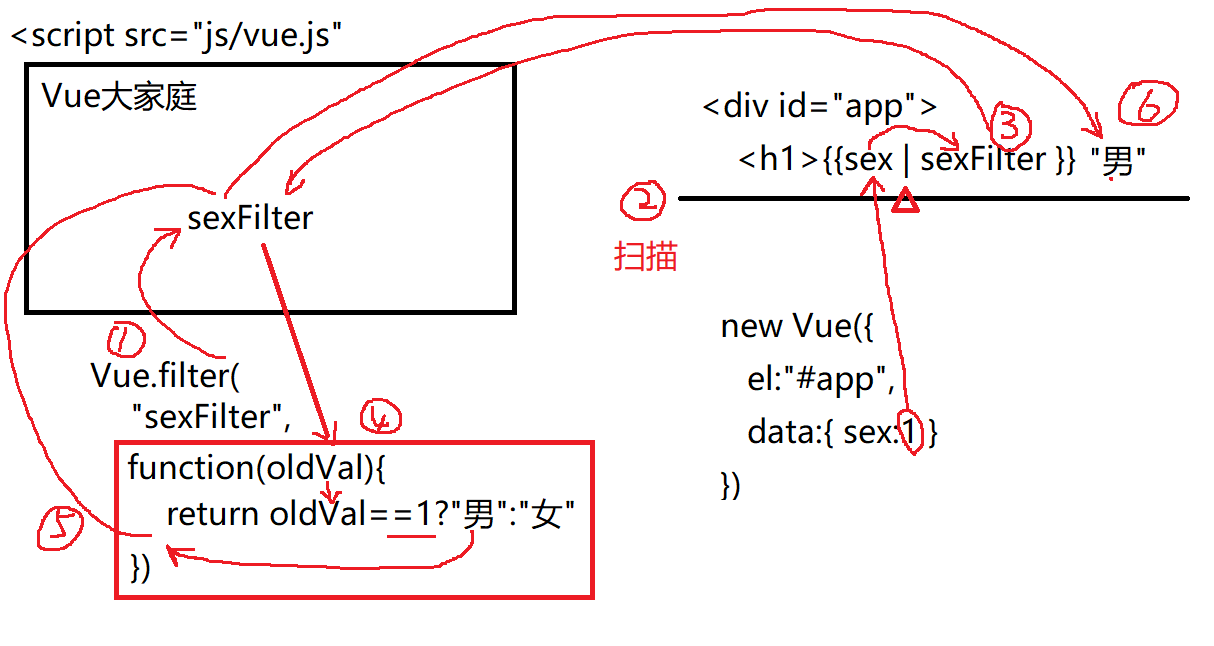 <script src="js/vue.js"
Vue大家庭
sexFilter
①
Vue.filter(
"sexFilter",
④
function(oldVal){
return oldVal==1?"男":"女"
})
⑤
<div id="app">
③
⑥
<h1>{{sex | sexFilter }} "男"
②
扫描
new Vue({
el:"#app",
data:{ sex:1 }
})